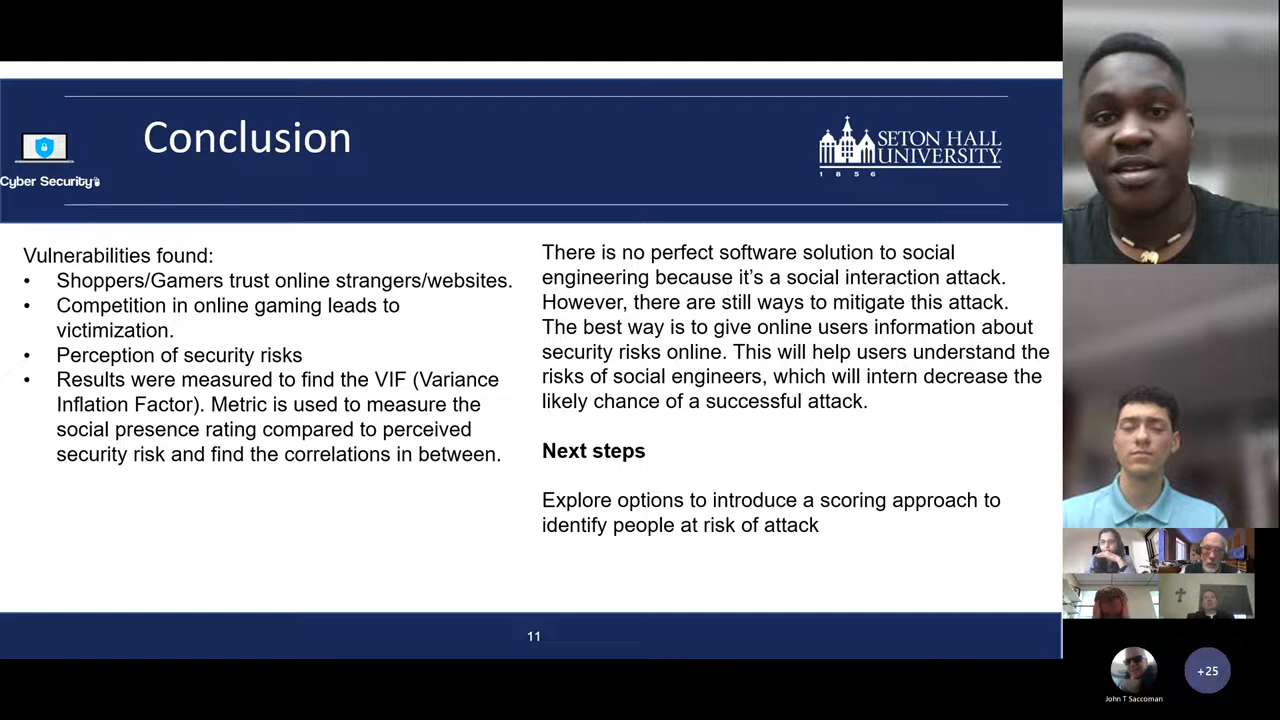 Conclusion
Cyber Security
SETON HALL
UNIVERSITY
1 8 5 6
Vulnerabilities found:
• Shoppers/Gamers trust online strangers/websites.
• Competition in online gaming leads to
victimization.
• Perception of security risks
• Results were measured to find the VIF (Variance
Inflation Factor). Metric is used to measure the
social presence rating compared to perceived
security risk and find the correlations in between.
There is no perfect software solution to social
engineering because it’s a social interaction attack.
However, there are still ways to mitigate this attack.
The best way is to give online users information about
security risks online. This will help users understand the
risks of social engineers, which will intern decrease the
likely chance of a successful attack.
Next steps
Explore options to introduce a scoring approach to
identify people at risk of attack
11
+25
John T Saccoman